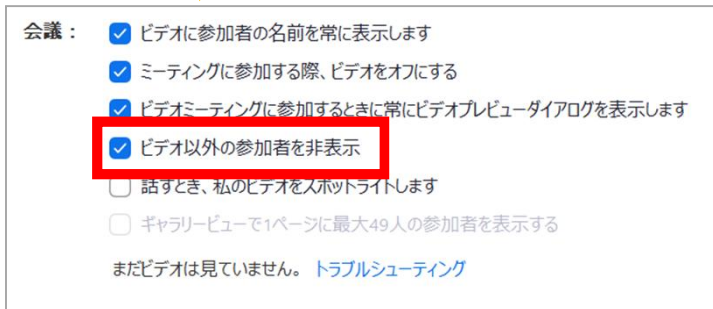 会議： ビデオに参加者の名前を常に表示します
ミーティングに参加する際、ビデオをオフにする
ビデオミーティングに参加するときに常にビデオプレビューダイアログを表示します
ビデオ以外の参加者を非表示
話すとき、私のビデオをスポットライトします
ギャラリービューで1ページに最大49人の参加者を表示する
まだビデオは見ていません。 トラブルシューティング